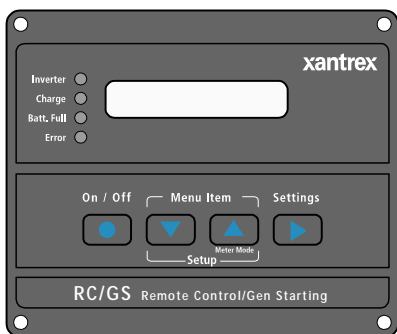 xantrex
Inverter
Charge
Batt. Full
Error
On / Off
Menu Item
Settings
Meter Mode
Setup
RC/GS Remote Control/Gen Starting